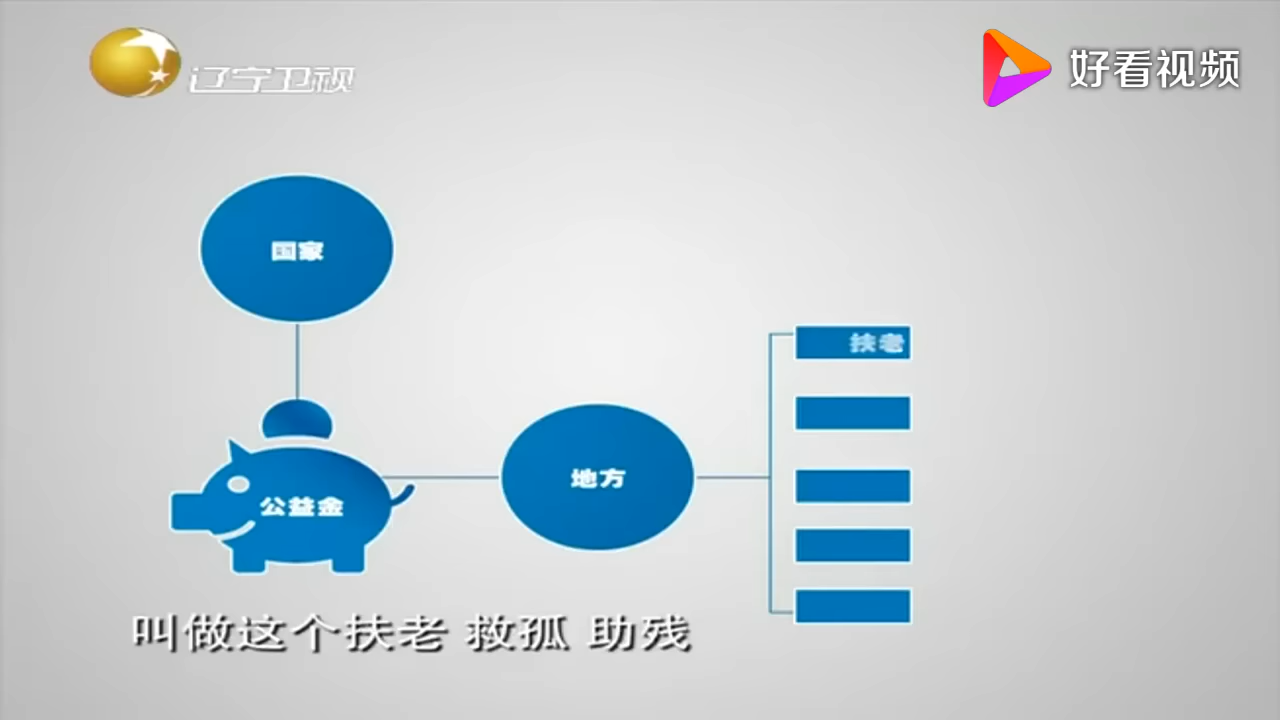 辽宁卫视
好看视频
国家
扶老
地方
公益金
叫做这个扶老 救孤 助残